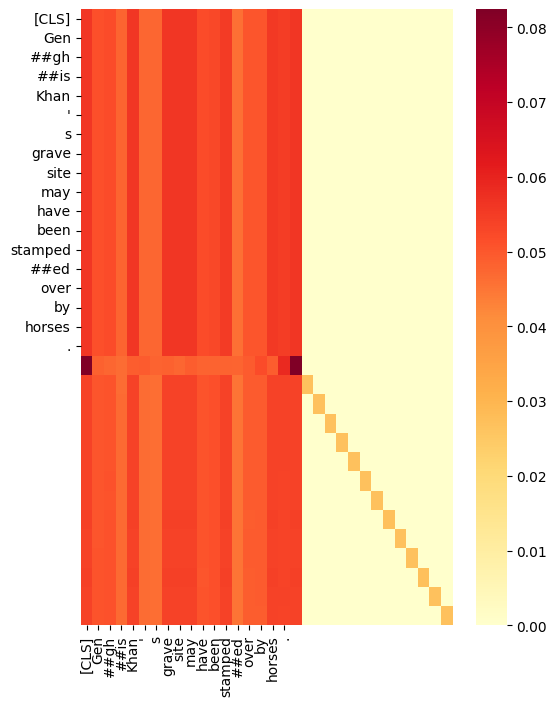 [CLS]
Gen
##gh
##is
Khan
'
s
grave
site
may
have
been
stamped
##ed
over
by
horses
.
[CLS]
Gen
##gh
##is
Khan
'
s
grave
site
may
have
been
stamped
##ed
over
by
horses
.
0.08
0.07
0.06
0.05
0.04
0.03
0.02
0.01
0.00